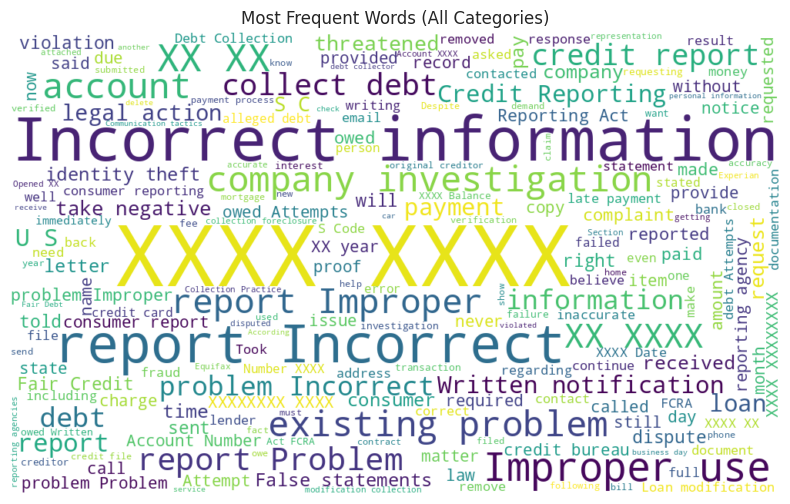 Most Frequent Words (All Categories)
violation
Debt Collection
XX XX
threatened
pay
removed
response
representation
result
attached
another
said
due
submitted
know
provided
debt collector
Account XXXX
record
asked
credit report
now
account
collect debt
company
contacted
requesting
money
requested
verified
delete
payment process
check
Despite
without
personal information
legal action
S C
writing
email
Credit Reporting
demand
want
notice
Communication tactics
alleged debt
person
owed
Reporting Act
claim
Incorrect information
identity theft
accurate
interest
original creditor
statement
made
accuracy
Opened XX
consumer reporting
company investigation
stated
Experian
well
mortgage
new
will
late payment
provide
receive
take negative
fee
car
payment
copy
complaint
getting
bank
closed
immediately
owed Attempts
collection foreclosure
verification
XXXX Balance
documentation
U S
back
need
S Code
XX year
XXXX XXXX
right
failed
Section
reported
request
year
letter
proof
believe
even
paid
debt Attempts
home
name
problem Improper
Collection Practice
help
error
information
item
one
make
amount
Fair Debt
credit card
report Improper
show
reporting agency
told
consumer report
used
disputed
issue
never
failure
inaccurate
XX XXXX
file
report Incorrect
violated
investigation
According
send
Took
XXXX Date
state
fraud
Equifax
Number XXXX
address
transaction
regarding
continue
received
month
XXXX XXXXXXXX
Fair Credit
problem Incorrect
Written notification
loan
including
charge
XXXXXXXX XXXX
consumer
required
reporting agencies
debt
time
lender
must
correct
contact
called
FCRA
owed Written
sent
fact
existing problem
still
day
XXXX XX
report
Account Number
Act FCRA
contract
filed
dispute
phone
creditor
credit file
report Problem
matter
credit bureau
document
call
Attempt
owe
business day
law
full
Improper use
problem Problem
False statements
remove
following
bill
Loan modification
service
modification collection